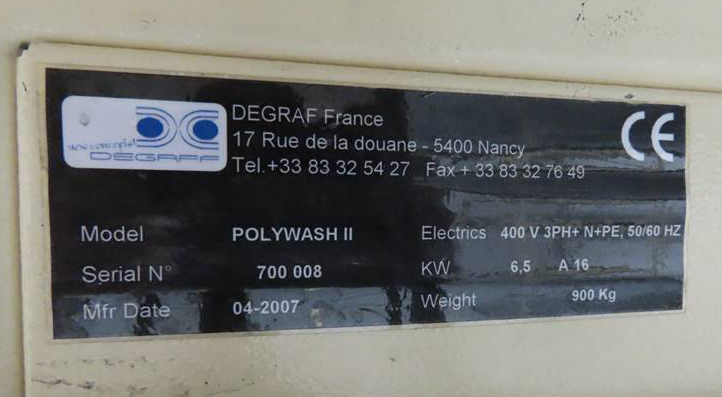 DEGRAFF
DEGRAF France
17 Rue de la douane - 5400 Nancy
Tel.+33 83 32 54 27 Fax + 33 83 32 76 49
CE
Model POLYWASH II
Serial N° 700 008
Mfr Date 04-2007
Electrics 400 V 3PH+ N+PE, 50/60 HZ
KW 6,5 A 16
Weight 900 Kg